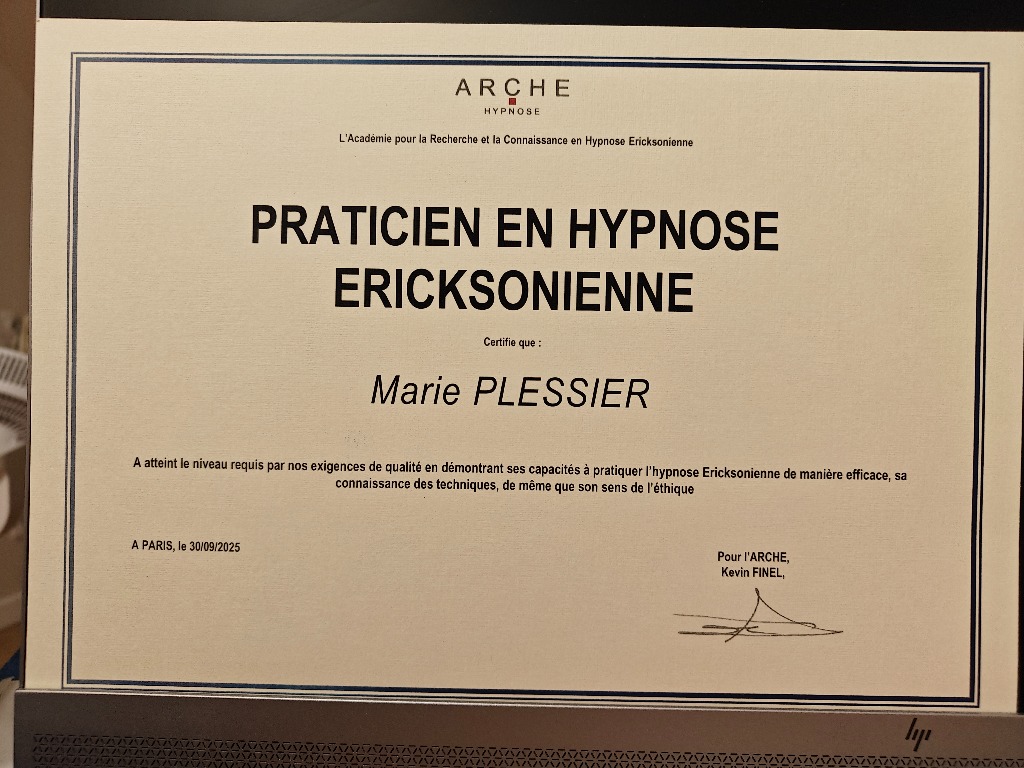 ARCHE
HYPNOSE
L'Académie pour la Recherche et la Connaissance en Hypnose Ericksonienne
PRATICIEN EN HYPNOSE
ERICKSONIENNE
Certifie que :
Marie PLESSIER
A atteint le niveau requis par nos exigences de qualité en démontrant ses capacités à pratiquer l'hypnose Ericksonienne de manière efficace, sa
connaissance des techniques, de même que son sens de l'éthique
A PARIS, le 30/09/2025
Pour l'ARCHE,
Kevin FINEL,
hp